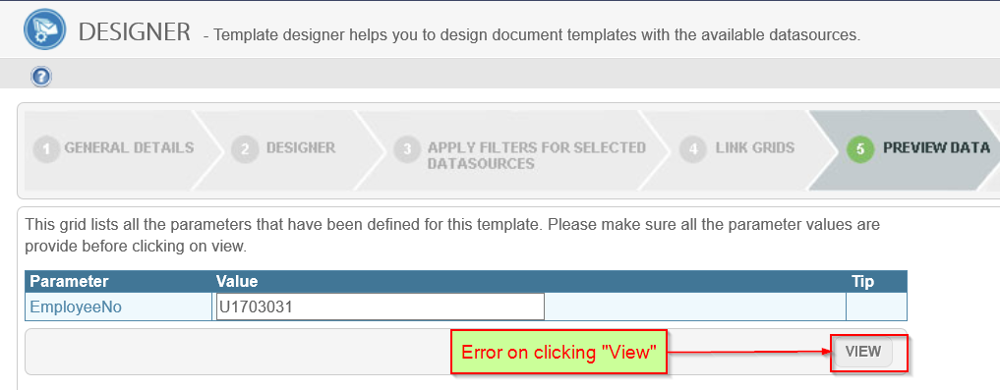 DESIGNER - Template designer helps you to design document templates with the available datasources.
?
1 GENERAL DETAILS 2 DESIGNER 3 APPLY FILTERS FOR SELECTED DATASOURCES 4 LINK GRIDS 5 PREVIEW DATA
This grid lists all the parameters that have been defined for this template. Please make sure all the parameter values are
provide before clicking on view.
Parameter Value Tip
EmployeeNo U1703031
Error on clicking "View" VIEW